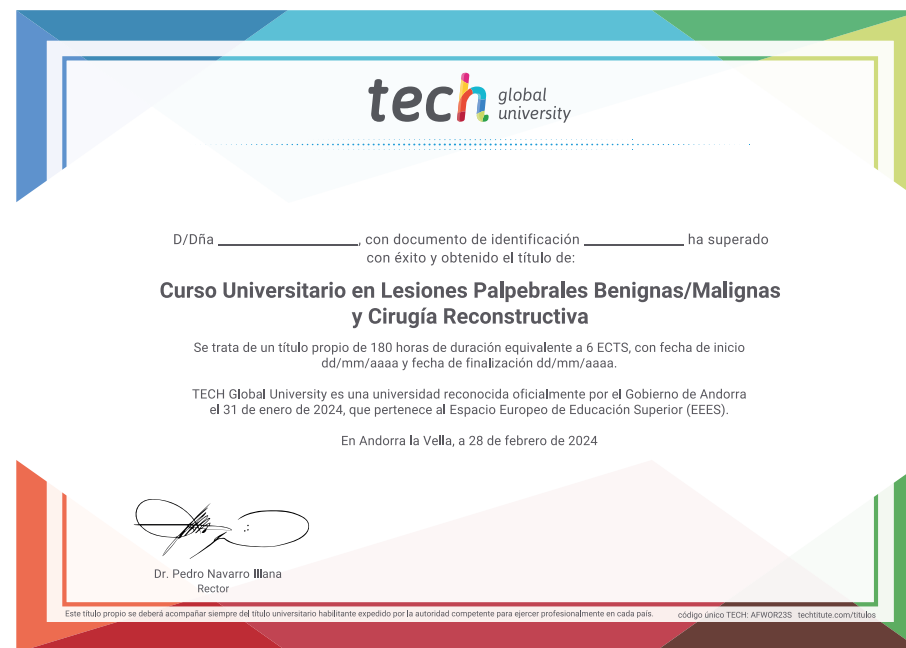 tech global university
D/Dña ______________, con documento de identificación __________ ha superado
con éxito y obtenido el título de:
Curso Universitario en Lesiones Palpebrales Benignas/Malignas
y Cirugía Reconstructiva
Se trata de un título propio de 180 horas de duración equivalente a 6 ECTS, con fecha de inicio
dd/mm/aaaa y fecha de finalización dd/mm/aaaa.
TECH Global University es una universidad reconocida oficialmente por el Gobierno de Andorra
el 31 de enero de 2024, que pertenece al Espacio Europeo de Educación Superior (EEES).
En Andorra la Vella, a 28 de febrero de 2024
Dr. Pedro Navarro Illana
Rector
Este título propio se deberá acompañar siempre del título universitario habilitante expedido por la autoridad competente para ejercer profesionalmente en cada país.
código único TECH: AFWOR23S techtitute.com/titulos